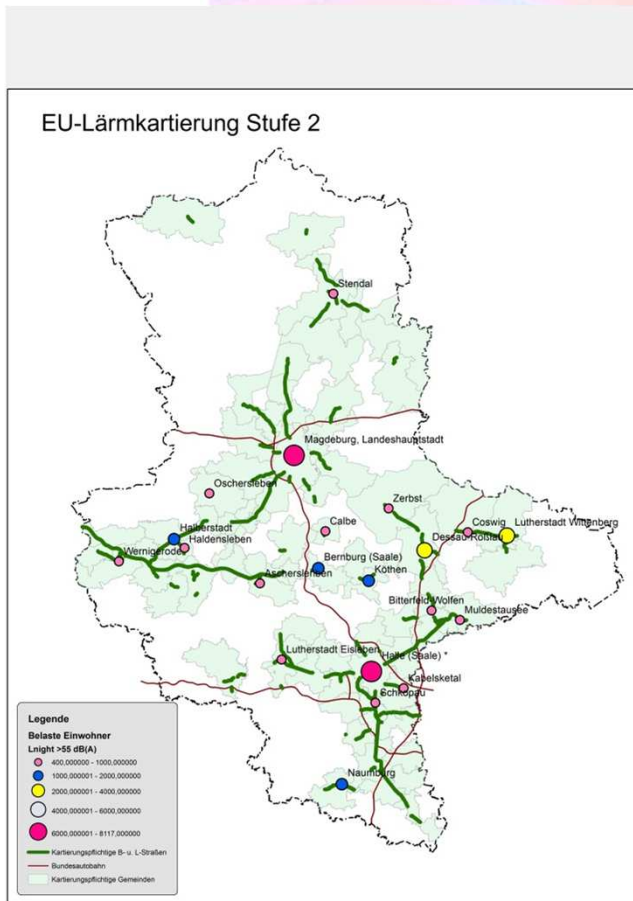 EU-Lärmkartierung Stufe 2
Stendal
Magdeburg, Landeshauptstadt
Oschersleben
Zerbst
Calbe
Coswig
Lutherstadt Wittenberg
Halberstadt
Haldensleben
Dessau-Roßlau
Wernigerode
Bernburg (Saale)
Köthen
Aschersleben
Bitterfeld-Wolfen
Muldestausee
Lutherstadt Eisleben
Halle (Saale) *
Kabelsketal
Schkopau
Naumburg
Legende
Belaste Einwohner
Lnight >55 dB(A)
400,000000 - 1000,000000
1000,000001 - 2000,000000
2000,000001 - 4000,000000
4000,000001 - 6000,000000
6000,000001 - 8117,000000
Kartierungspflichtige B- u. L-Straßen
Bundesautobahn
Kartierungspflichtige Gemeinden